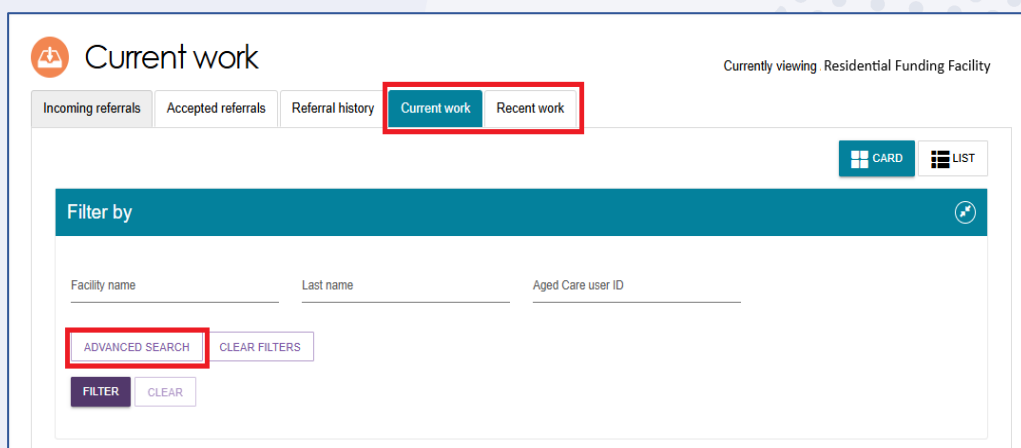 Current work
Currently viewing Residential Funding Facility
Incoming referrals Accepted referrals Referral history Current work Recent work
CARD LIST
Filter by
Facility name Last name Aged Care user ID
ADVANCED SEARCH CLEAR FILTERS
FILTER CLEAR